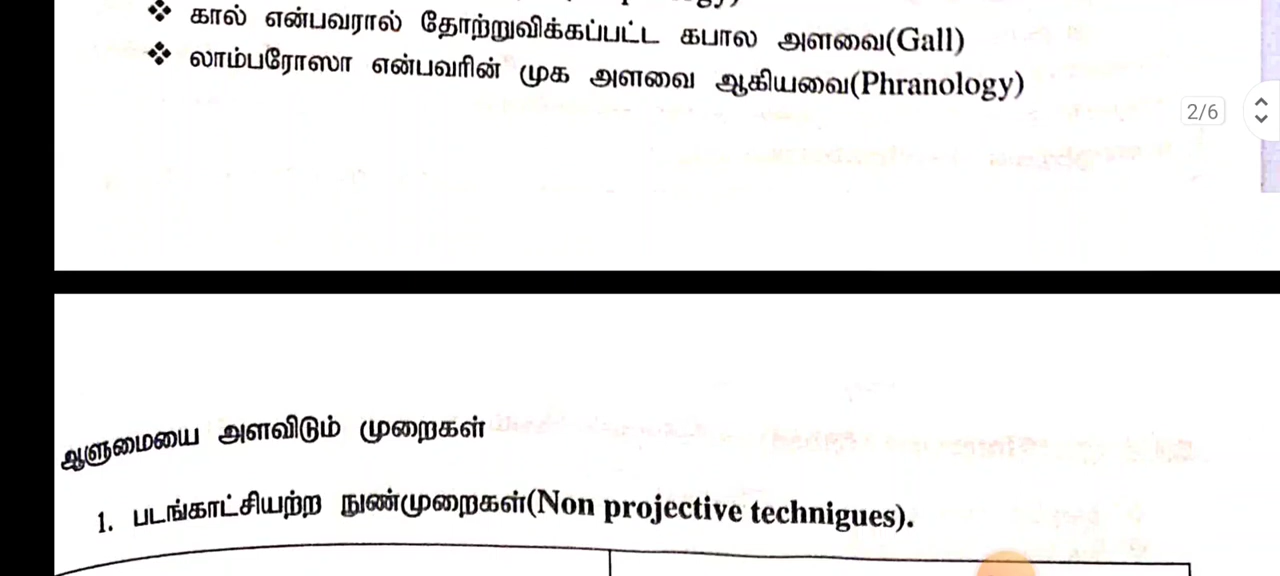 ❖ கால் என்பவரால் தோற்றுவிக்கப்பட்ட கபால அளவை(Gall)
❖ லாம்பரோஸா என்பவரின் முக அளவை ஆகியவை(Phranology)
2/6
ஆளுமையை அளவிடும் முறைகள்
1. படங்காட்சியற்ற நுண்முறைகள்(Non projective technigues).